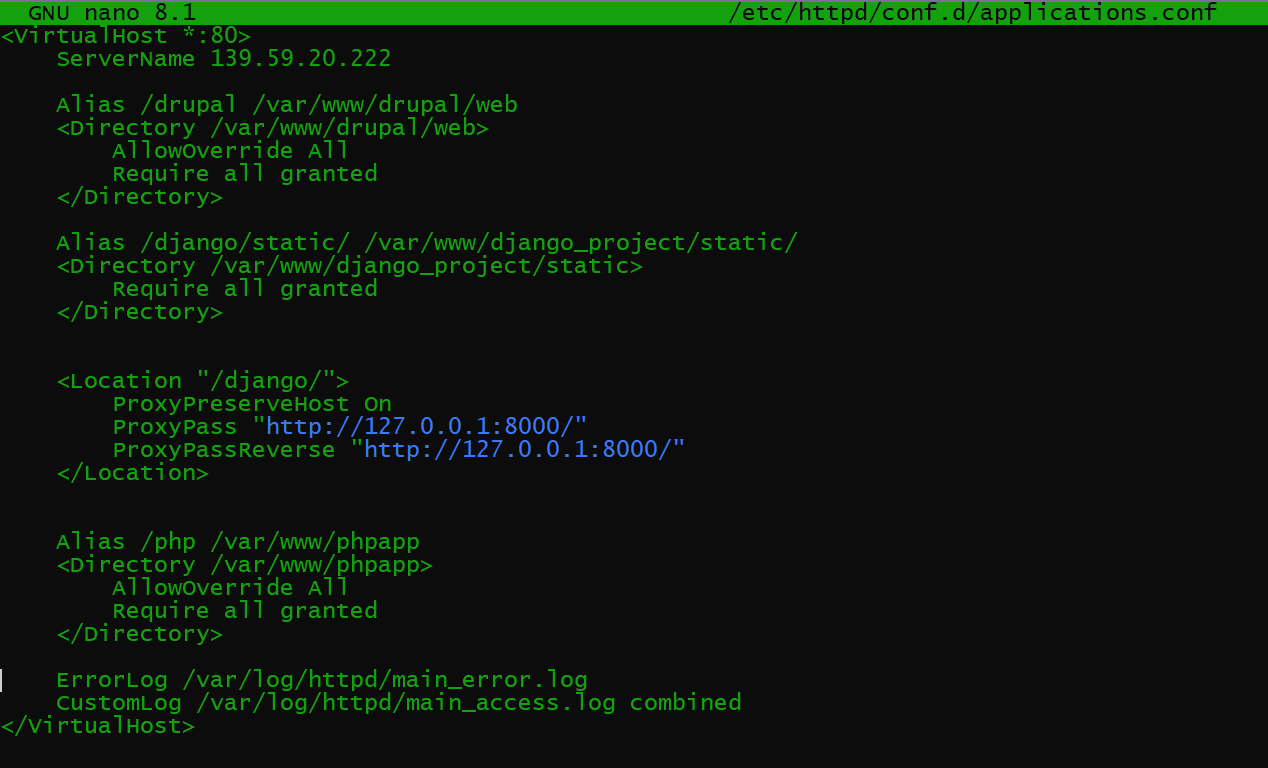 GNU nano 8.1 /etc/httpd/conf.d/applications.conf
<VirtualHost *:80>
    ServerName 139.59.20.222

    Alias /drupal /var/www/drupal/web
    <Directory /var/www/drupal/web>
        AllowOverride All
        Require all granted
    </Directory>

    Alias /django/static/ /var/www/django_project/static/
    <Directory /var/www/django_project/static>
        Require all granted
    </Directory>


    <Location "/django/">
        ProxyPreserveHost On
        ProxyPass "http://127.0.0.1:8000/"
        ProxyPassReverse "http://127.0.0.1:8000/"
    </Location>


    Alias /php /var/www/phpapp
    <Directory /var/www/phpapp>
        AllowOverride All
        Require all granted
    </Directory>

    ErrorLog /var/log/httpd/main_error.log
    CustomLog /var/log/httpd/main_access.log combined
</VirtualHost>